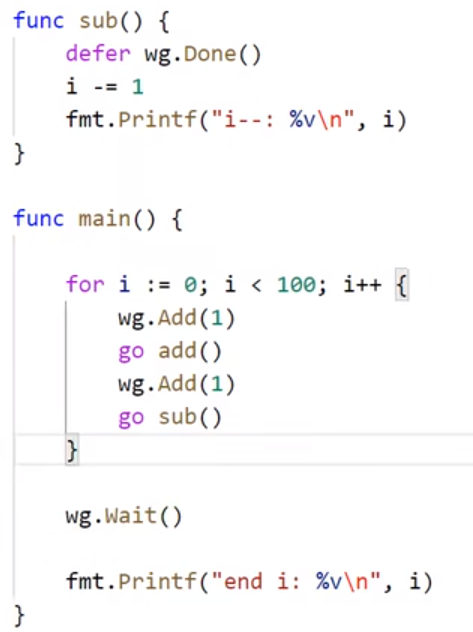 func sub() {
    defer wg.Done()
    i -= 1
    fmt.Printf("i--: %v\n", i)
}

func main() {

    for i := 0; i < 100; i++ {
        wg.Add(1)
        go add()
        wg.Add(1)
        go sub()
    }

    wg.Wait()

    fmt.Printf("end i: %v\n", i)
}